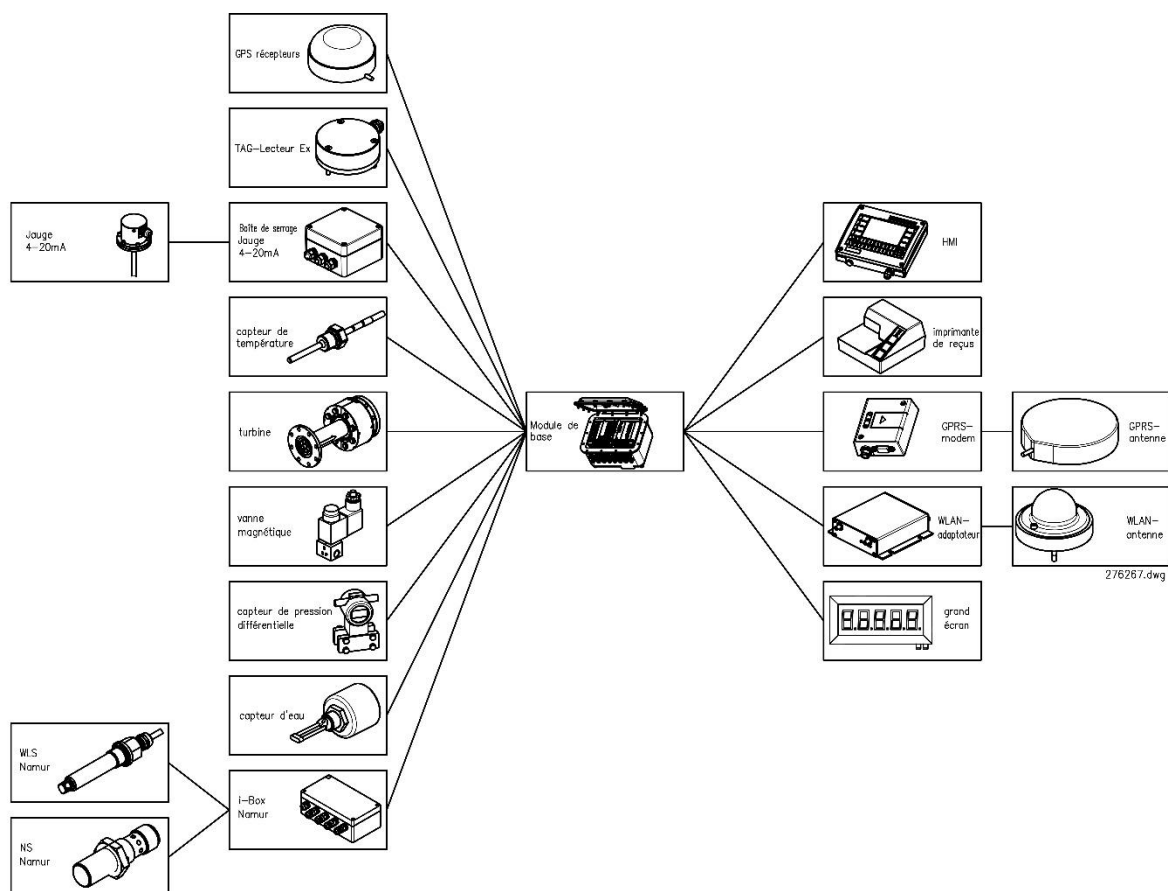 GPS récepteurs
TAG-Lecteur Ex
Jauge
4-20mA
Boîte de serrage
Jauge
4-20mA
capteur de
température
turbine
vanne
magnétique
capteur de pression
différentielle
capteur d'eau
WLS
Namur
i-Box
Namur
NS
Namur
Module de
base
HMI
imprimante
de reçus
GPRS-
modem
GPRS-
antenne
WLAN-
adaptateur
WLAN-
antenne
276267.dwg
grand
écran